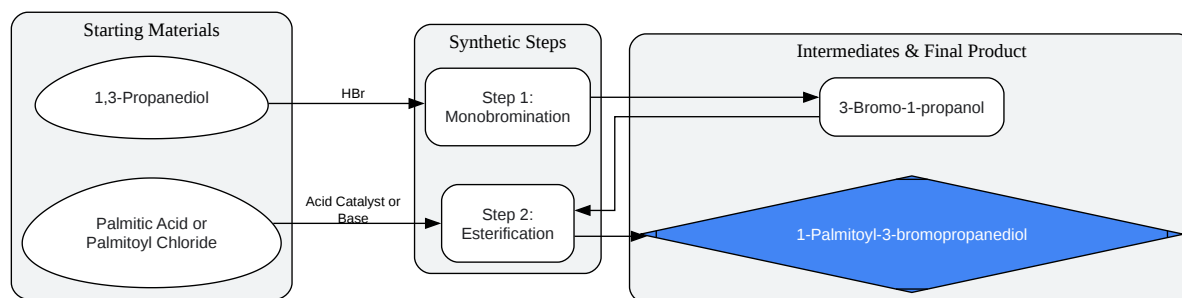 Starting Materials
Synthetic Steps
Intermediates & Final Product
1,3-Propanediol
HBr
Step 1:
Monobromination
3-Bromo-1-propanol
Palmitic Acid or
Palmitoyl Chloride
Acid Catalyst or
Base
Step 2:
Esterification
1-Palmitoyl-3-bromopropanediol